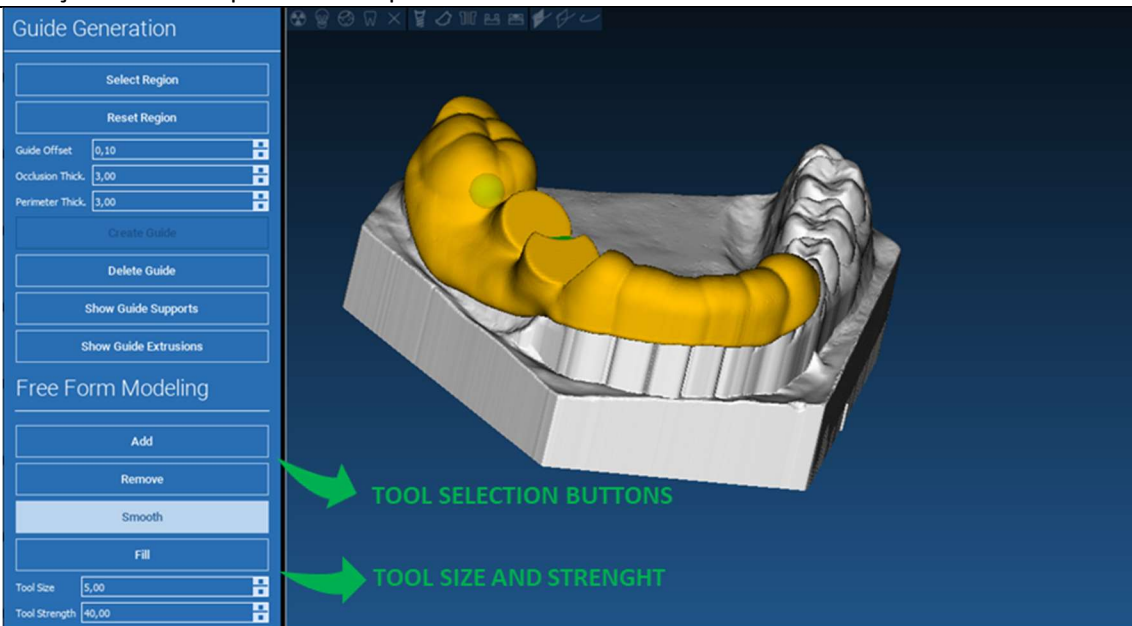 Guide Generation
Select Region
Reset Region
Guide Offset 0,10
Occlusion Thick. 3,00
Perimeter Thick. 3,00
Create Guide
Delete Guide
Show Guide Supports
Show Guide Extrusions
Free Form Modeling
Add
Remove
TOOL SELECTION BUTTONS
Smooth
Fill
TOOL SIZE AND STRENGHT
Tool Size 5,00
Tool Strength 40,00